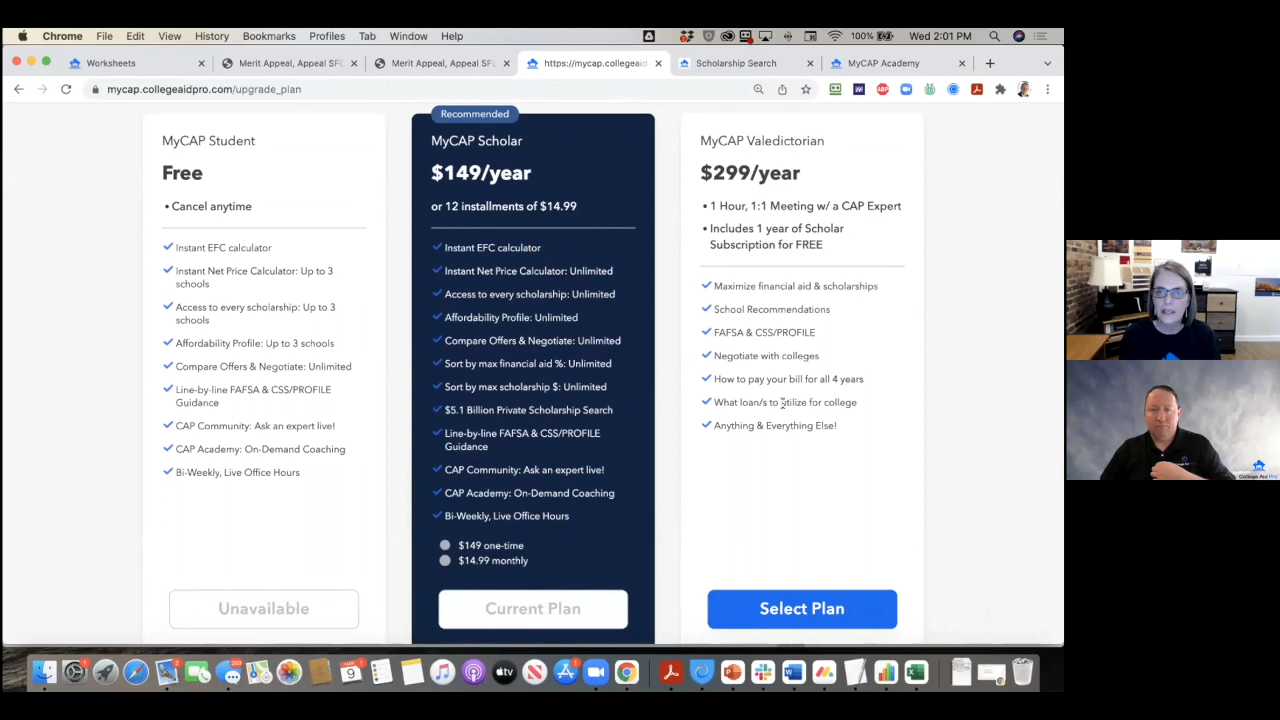 Chrome File Edit View History Bookmarks Profiles Tab Window Help 100% Wed 2:01 PM
Worksheets
Merit Appeal, Appeal SFC
Merit Appeal, Appeal SFC
https://mycap.collegeaid
Scholarship Search
MyCAP Academy
mycap.collegeaidpro.com/upgrade_plan
MyCAP Student
Free
• Cancel anytime
Instant EFC calculator
Instant Net Price Calculator: Up to 3
schools
Access to every scholarship: Up to 3
schools
Affordability Profile: Up to 3 schools
Compare Offers & Negotiate: Unlimited
Line-by-line FAFSA & CSS/PROFILE
Guidance
CAP Community: Ask an expert live!
CAP Academy: On-Demand Coaching
Bi-Weekly, Live Office Hours
Unavailable
Recommended
MyCAP Scholar
$149/year
or 12 installments of $14.99
Instant EFC calculator
Instant Net Price Calculator: Unlimited
Access to every scholarship: Unlimited
Affordability Profile: Unlimited
Compare Offers & Negotiate: Unlimited
Sort by max financial aid %: Unlimited
Sort by max scholarship $: Unlimited
$5.1 Billion Private Scholarship Search
Line-by-line FAFSA & CSS/PROFILE
Guidance
CAP Community: Ask an expert live!
CAP Academy: On-Demand Coaching
Bi-Weekly, Live Office Hours
$149 one-time
$14.99 monthly
Current Plan
MyCAP Valedictorian
$299/year
• 1 Hour, 1:1 Meeting w/ a CAP Expert
• Includes 1 year of Scholar
Subscription for FREE
Maximize financial aid & scholarships
School Recommendations
FAFSA & CSS/PROFILE
Negotiate with colleges
How to pay your bill for all 4 years
What loan/s to utilize for college
Anything & Everything Else!
Select Plan
College Aid Pro